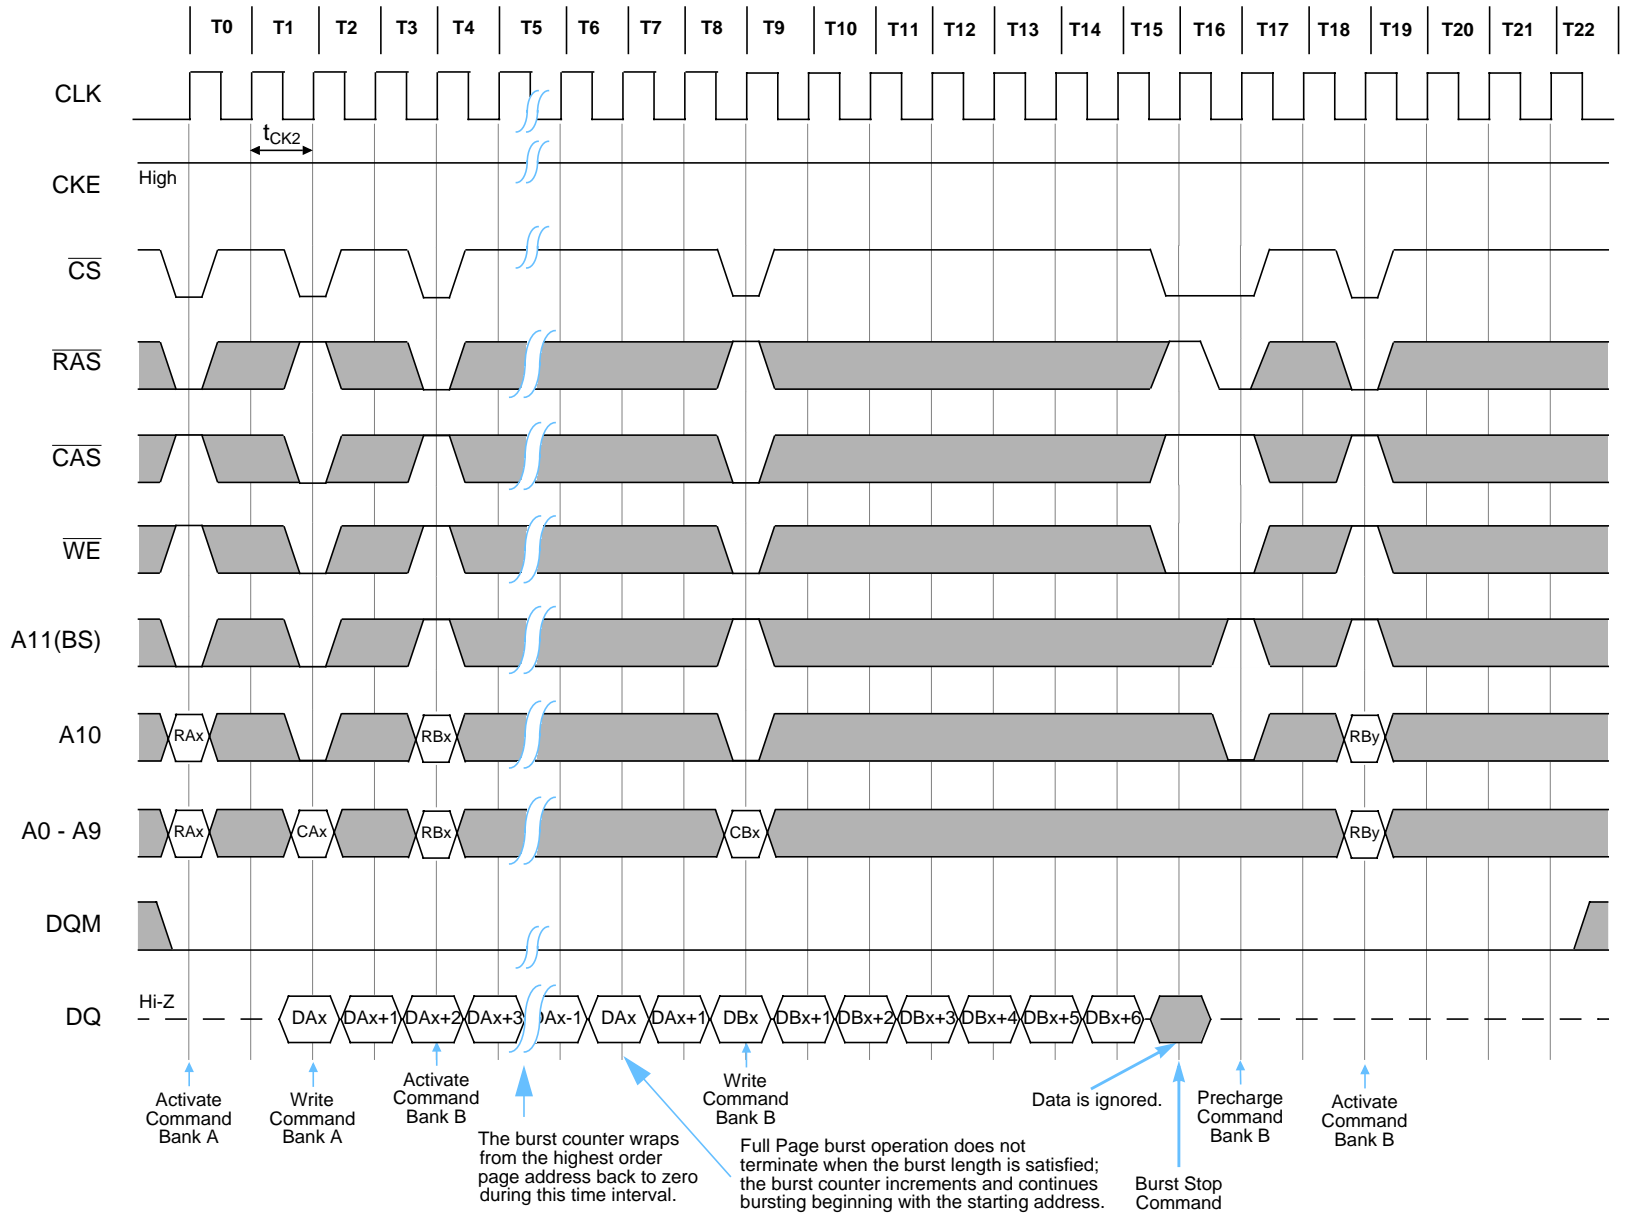 T0 T1 T2 T3 T4 T5 T6 T7 T8 T9 T10 T11 T12 T13 T14 T15 T16 T17 T18 T19 T20 T21 T22
CLK
tCK2
CKE
High
CS
RAS
CAS
WE
A11(BS)
A10
RAx RBx RBy
A0 - A9
RAx CAx RBx CBx RBy
DQM
DQ
Hi-Z
DAx DAx+1 DAx+2 DAx+3 DAx-1 DAx DAx+1 DBx DBx+1 DBx+2 DBx+3 DBx+4 DBx+5 DBx+6
Activate
Command
Bank A
Write
Command
Bank A
Activate
Command
Bank B
The burst counter wraps
from the highest order
page address back to zero
during this time interval.
Write
Command
Bank B
Full Page burst operation does not
terminate when the burst length is satisfied;
the burst counter increments and continues
bursting beginning with the starting address.
Data is ignored.
Burst Stop
Command
Precharge
Command
Bank B
Activate
Command
Bank B